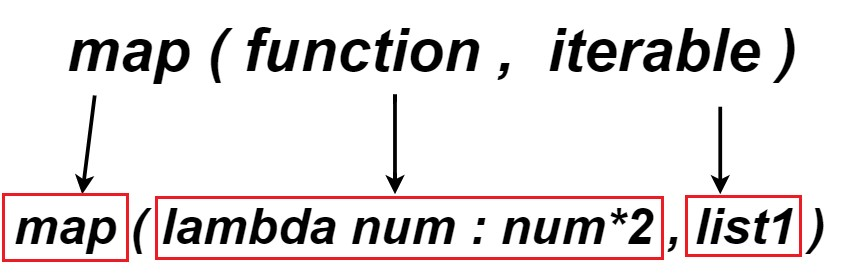 map ( function , iterable )
map ( lambda num : num*2 , list1 )